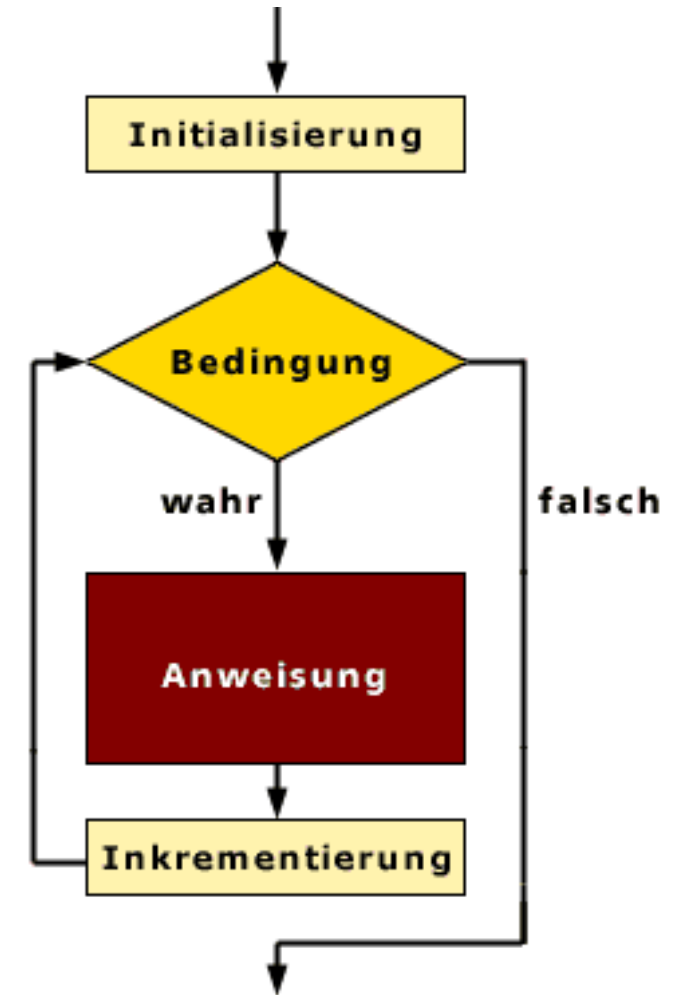 Initialisierung
Bedingung
wahr
falsch
Anweisung
Inkrementierung